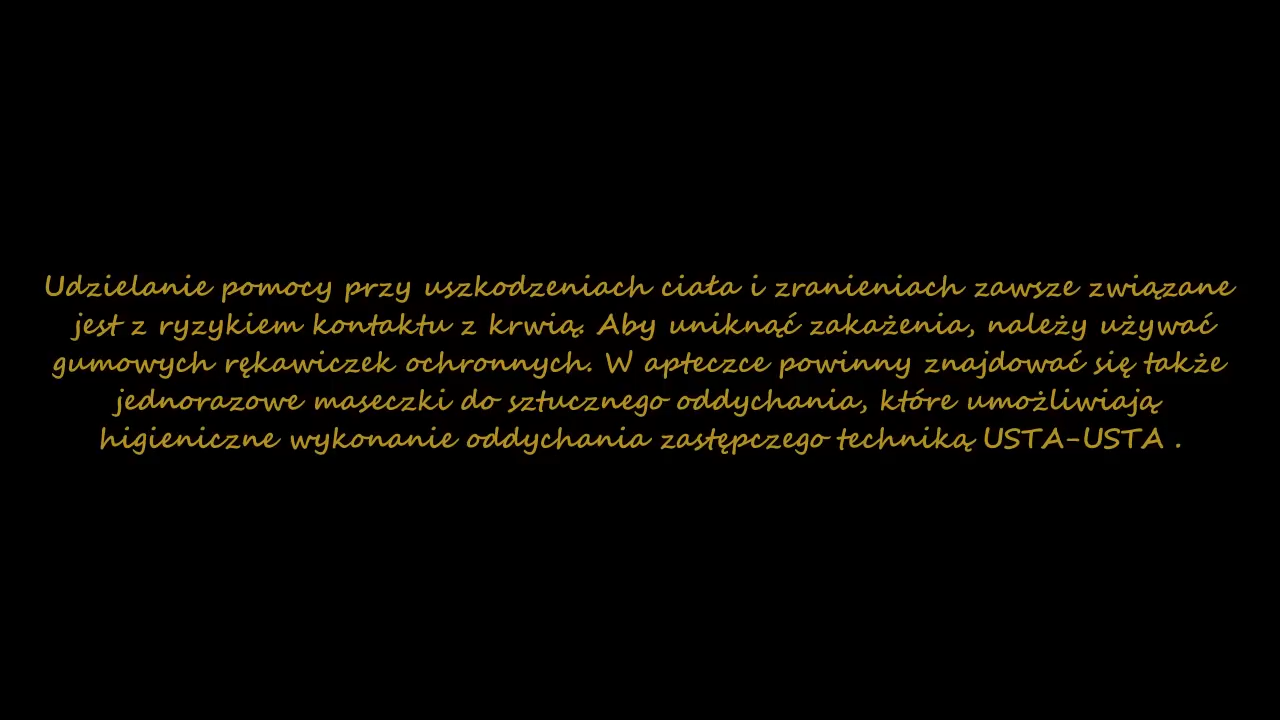 Udzielanie pomocy przy uszkodzeniach ciała i zranieniach zawsze związane
jest z ryzykiem kontaktu z krwią. Aby uniknąć zakażenia, należy używać
gumowych rękawiczek ochronnych. W apteczce powinny znajdować się także
jednorazowe maseczki do sztucznego oddychania, które umożliwiają
higieniczne wykonanie oddychania zastępczego techniką USTA-USTA .